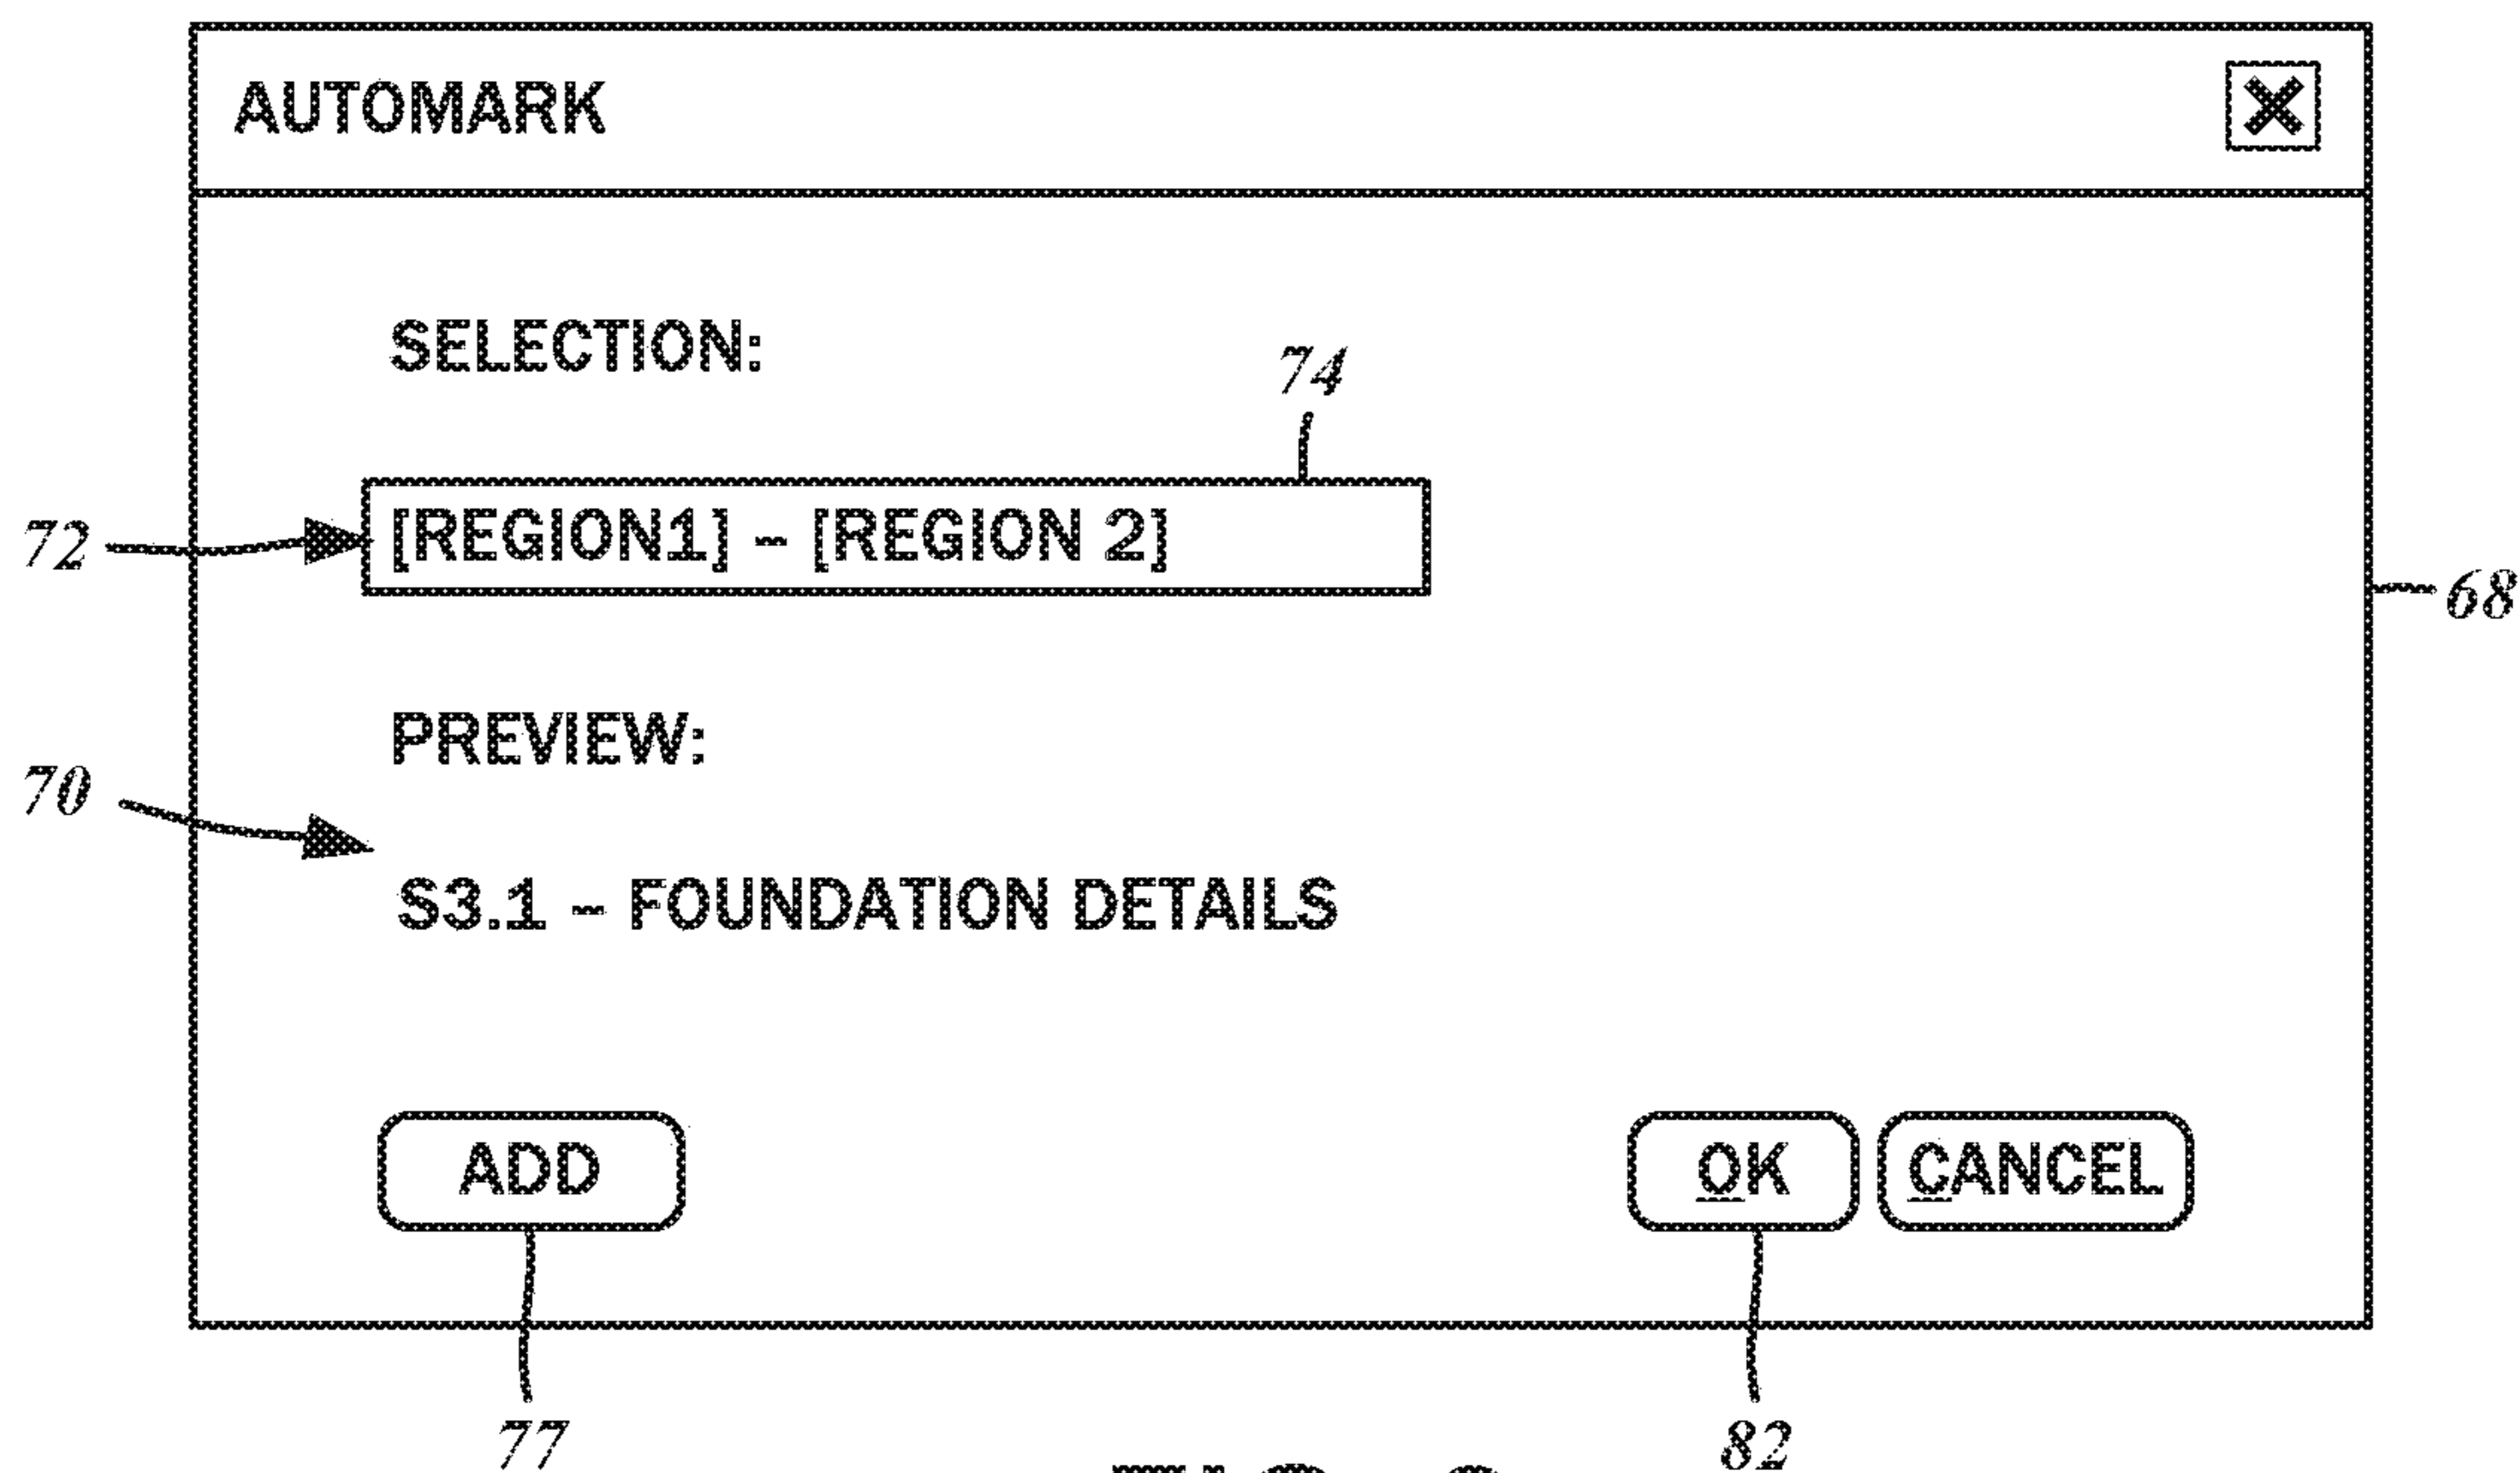 AUTOMARK
SELECTION:
74
72
[REGION1] - [REGION 2]
68
PREVIEW:
70
S3.1 - FOUNDATION DETAILS
ADD
OK
CANCEL
77
82